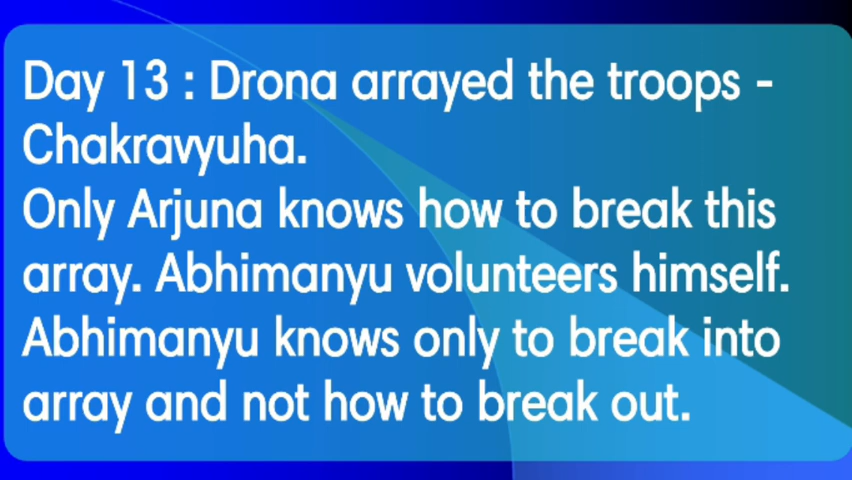 Day 13 : Drona arrayed the troops -
Chakravyuha.
Only Arjuna knows how to break this
array. Abhimanyu volunteers himself.
Abhimanyu knows only to break into
array and not how to break out.